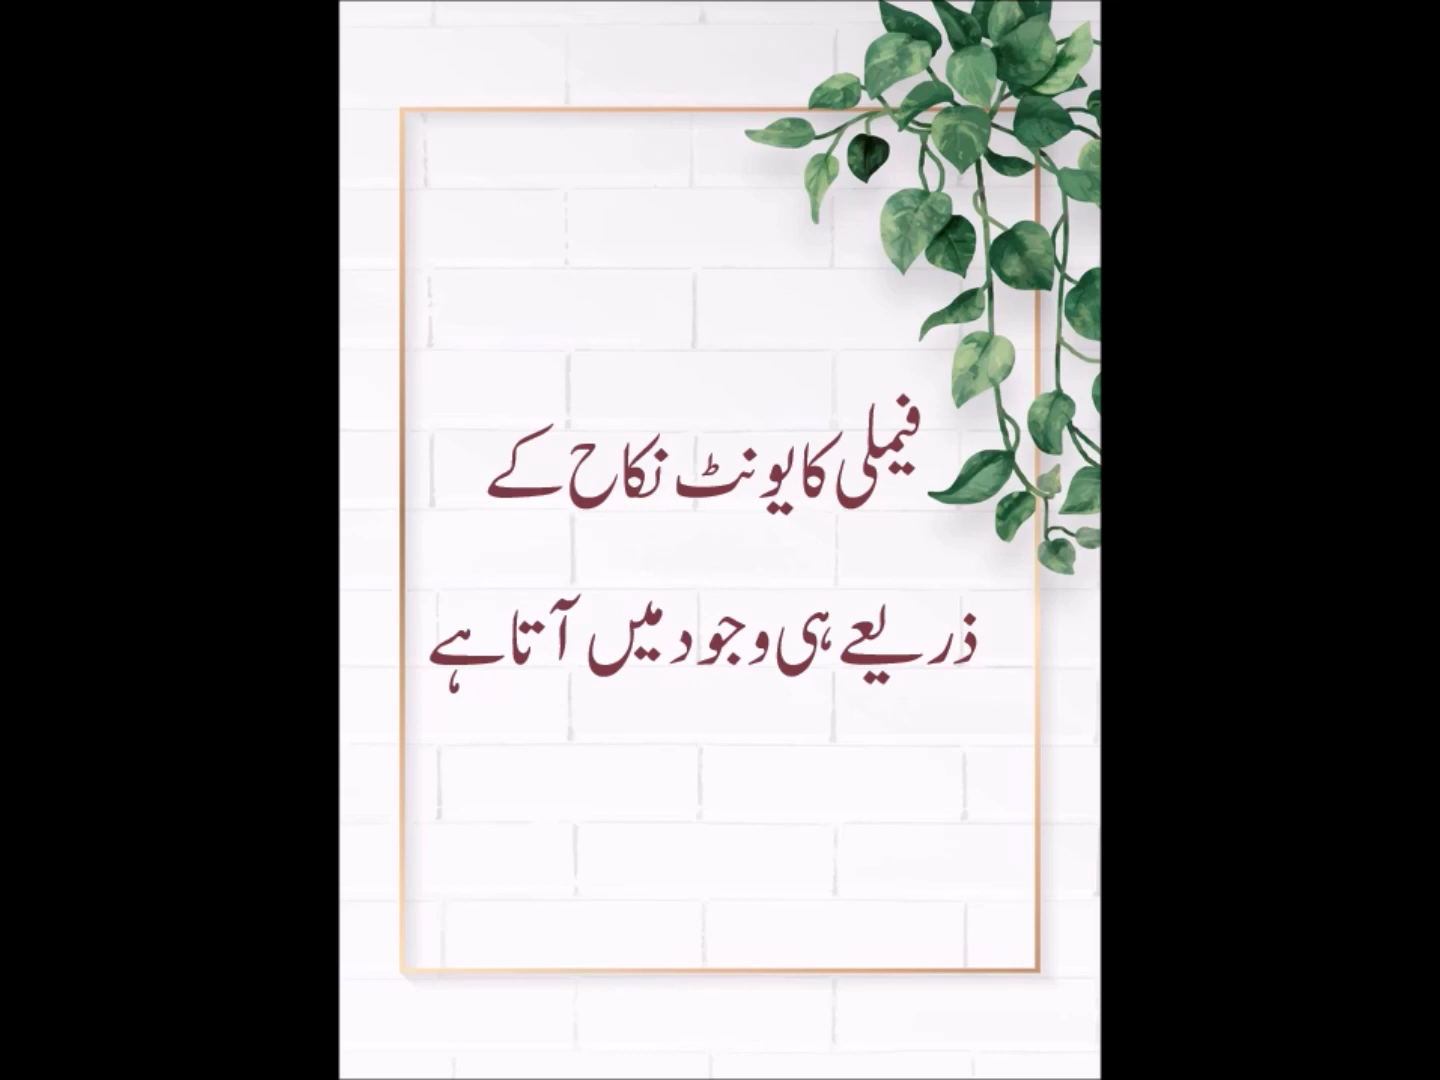 فیملی کا یونٹ نکاح کے
ذریعے ہی وجود میں آتا ہے